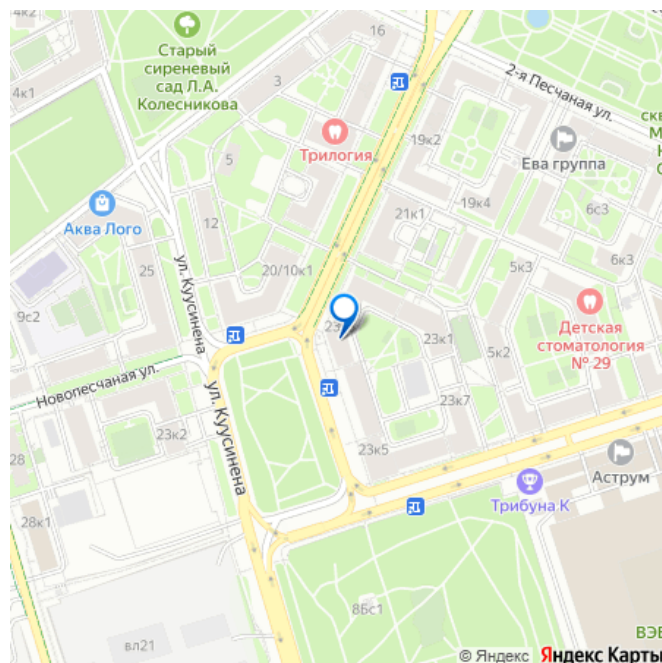 4к2
16
Старый
сиреневый
сад Л.А.
Колесникова
3
2-я Песчаная ул.
4к1
Трилогия
19к2
Ева группа
5
Аква Лого
12
21к1
19к4
6с3
25
ул. Куусинена
20/10к1
5к3
6к3
9с2
23к1
5к2
Детская
стоматология
№ 29
Новопесчаная ул.
ул. Куусинена
23к2
23к7
28
23к5
Аструм
Трибуна К
28к1
8Бс1
вл21
ВЭБ
© Яндекс Яндекс Карты